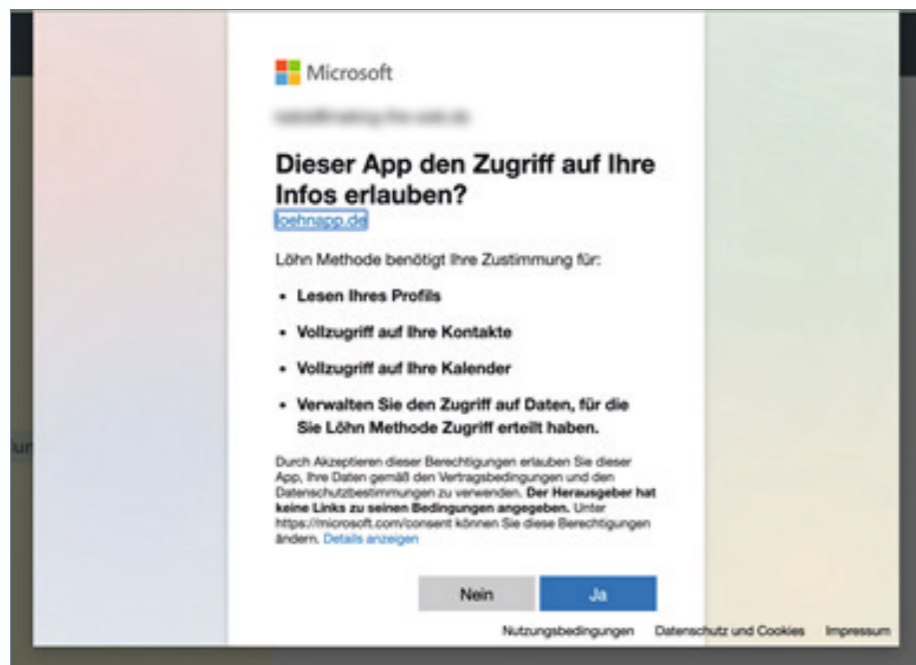 Microsoft
Dieser App den Zugriff auf Ihre
Infos erlauben?
loehnapp.de
Löhn Methode benötigt Ihre Zustimmung für:
• Lesen Ihres Profils
• Vollzugriff auf Ihre Kontakte
• Vollzugriff auf Ihre Kalender
• Verwalten Sie den Zugriff auf Daten, für die
Sie Löhn Methode Zugriff erteilt haben.
Durch Akzeptieren dieser Berechtigungen erlauben Sie dieser
App, Ihre Daten gemäß den Vertragsbedingungen und den
Datenschutzbestimmungen zu verwenden. Der Herausgeber hat
keine Links zu seinen Bedingungen angegeben. Unter
https://microsoft.com/consent können Sie diese Berechtigungen
ändern. Details anzeigen
Nein
Ja
Nutzungsbedingungen Datenschutz und Cookies Impressum